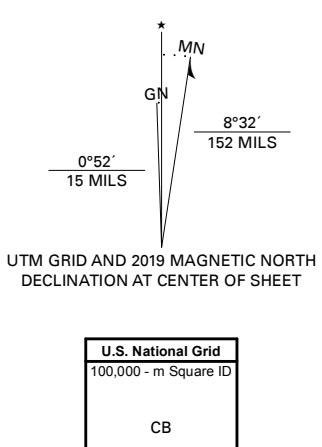 ★
MN
GN
8°32´
152 MILS
0°52´
15 MILS
UTM GRID AND 2019 MAGNETIC NORTH
DECLINATION AT CENTER OF SHEET
U.S. National Grid
100,000 - m Square ID
CB